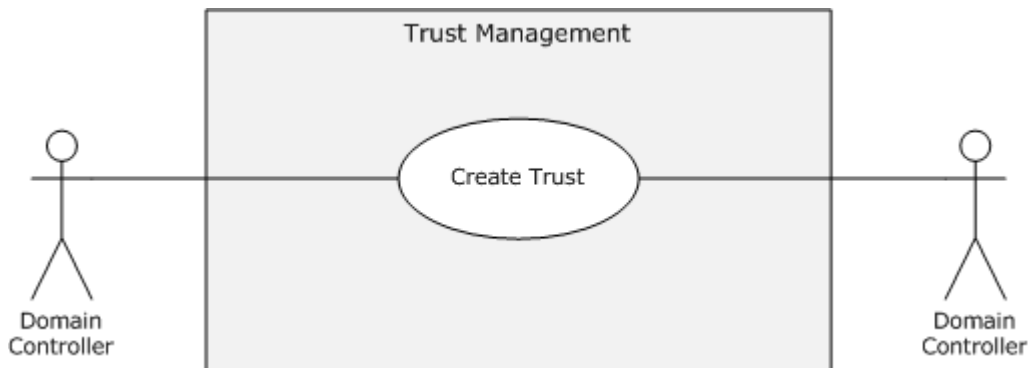 Trust Management
Create Trust
Domain
Controller
Domain
Controller